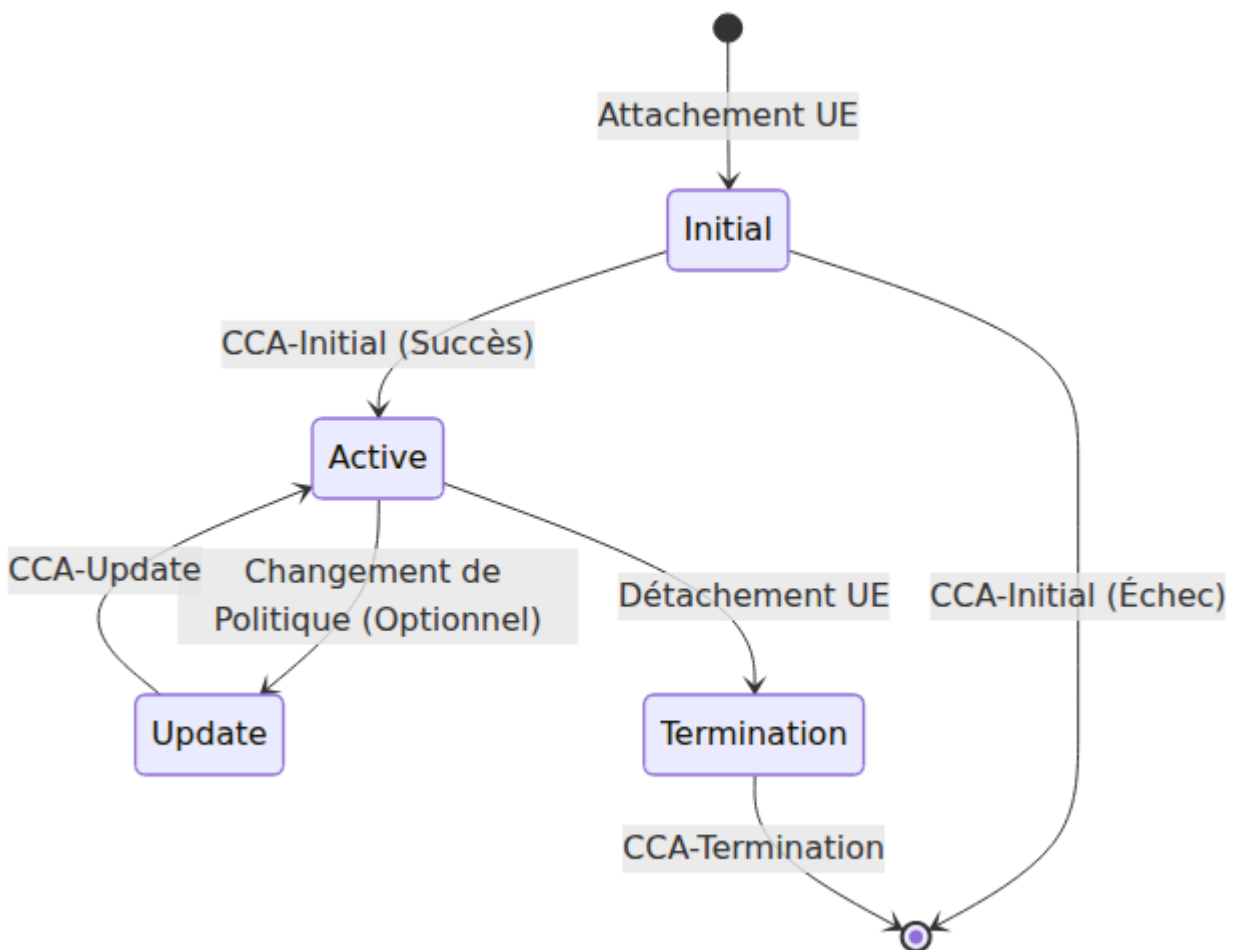 Attachement UE
Initial
CCA-Initial (Succès)
Active
CCA-Update
Changement de
Politique (Optionnel)
Détachement UE
CCA-Initial (Échec)
Update
Termination
CCA-Termination